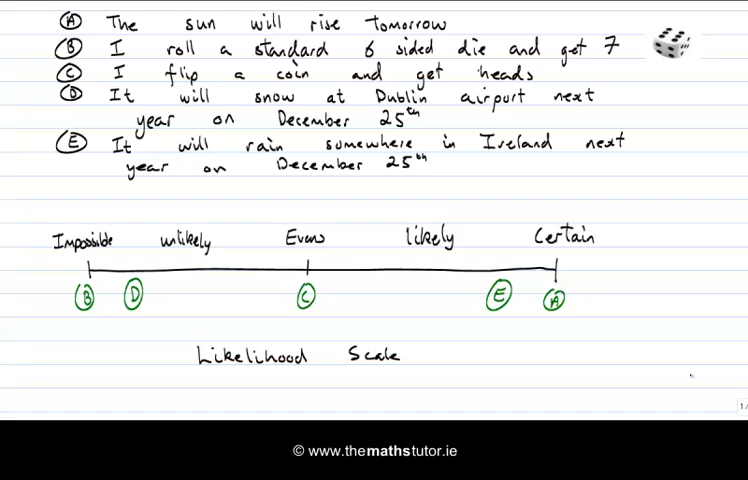 Ⓐ The sun will rise tomorrow
Ⓑ I roll a standard 6 sided die and get 7
Ⓒ I flip a coin and get heads
Ⓓ It will snow at Dublin airport next
year on December 25th
Ⓔ It will rain somewhere in Ireland next
year on December 25th
Impossible unlikely Evens likely Certain
Ⓑ Ⓓ Ⓒ Ⓔ Ⓐ
Likelihood Scale
1/
© www.themathstutor.ie